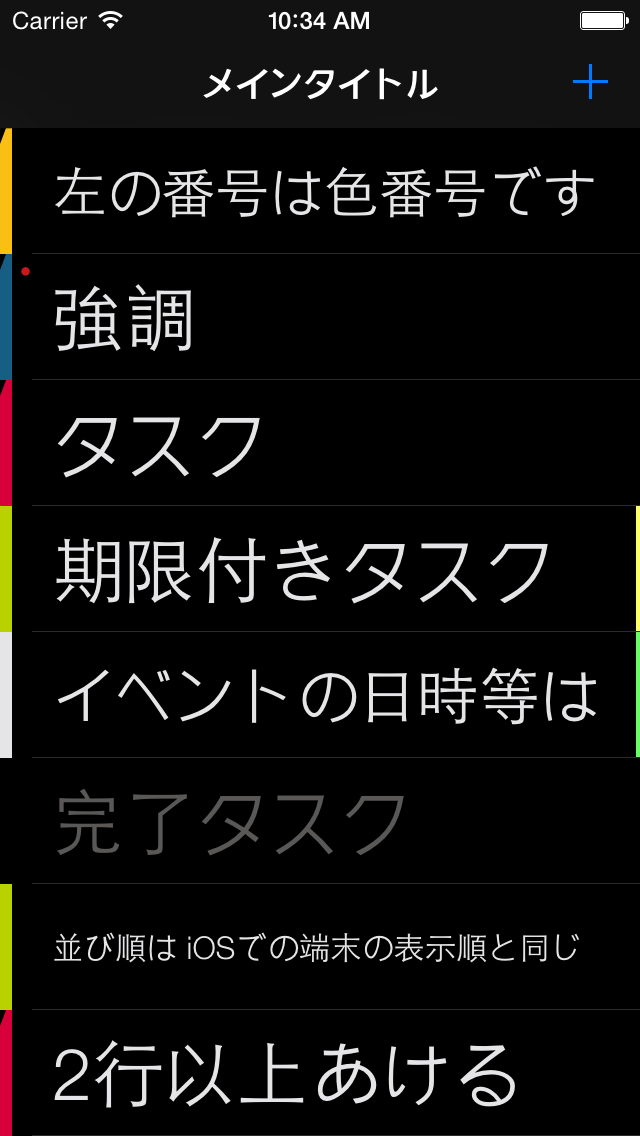 Carrier 10:34 AM
メインタイトル
左の番号は色番号です
強調
タスク
期限付きタスク
イベントの日時等は
完了タスク
並び順は iOSでの端末の表示順と同じ
2行以上あける